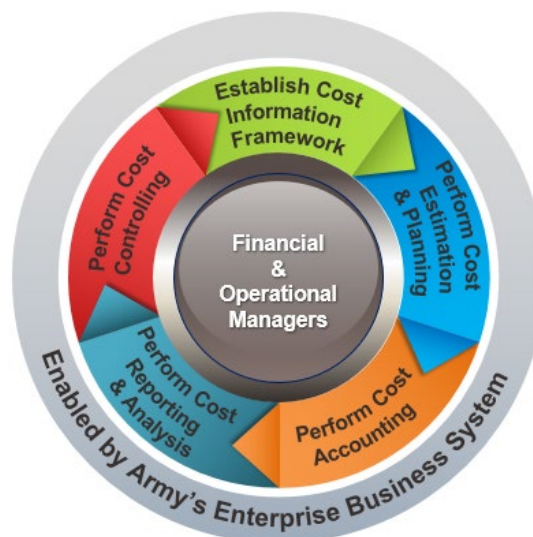 Establish Cost
Information
Framework
Perform Cost
Estimation
& Planning
Perform Cost
Accounting
Perform Cost
Reporting
& Analysis
Perform Cost
Controlling
Financial
&
Operational
Managers
Enabled by Army's Enterprise Business System